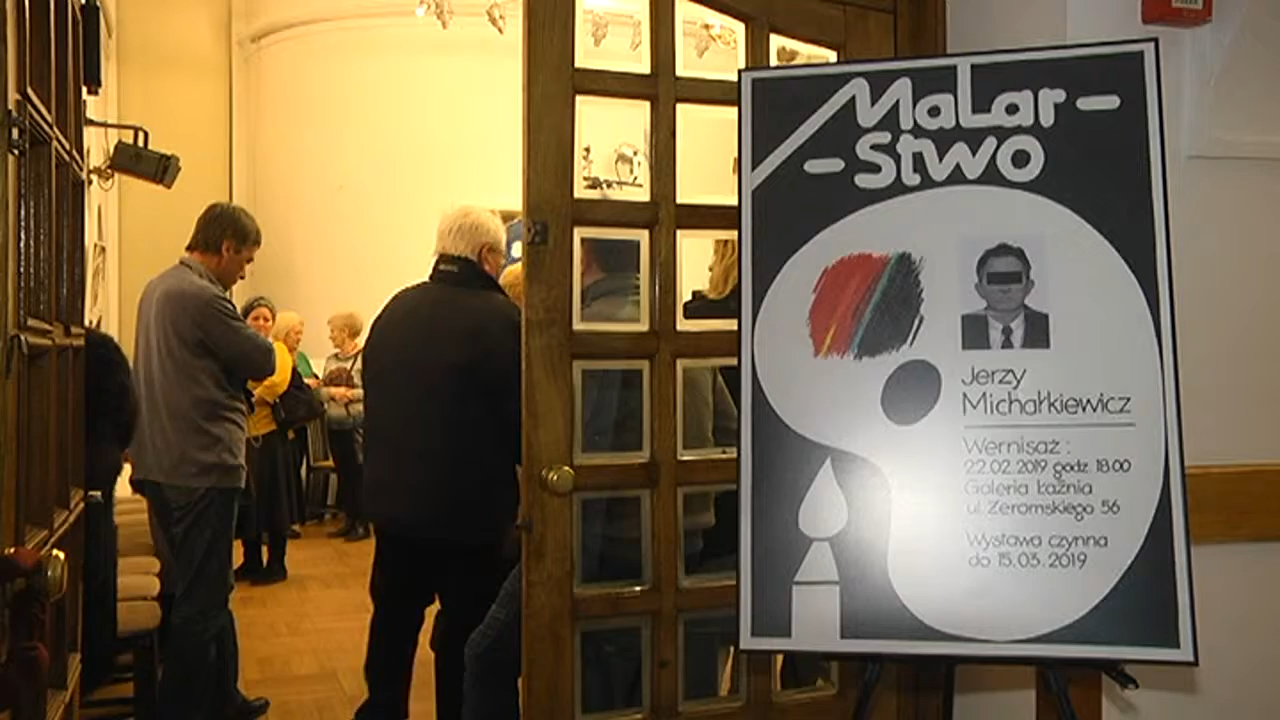 MaLar-
-Stwo
Jerzy
Michałkiewicz
Wernisaż :
22.02.2019 godz. 18.00
Galeria Łaźnia
ul. Żeromskiego 56
Wystawa czynna
do 15.03.2019